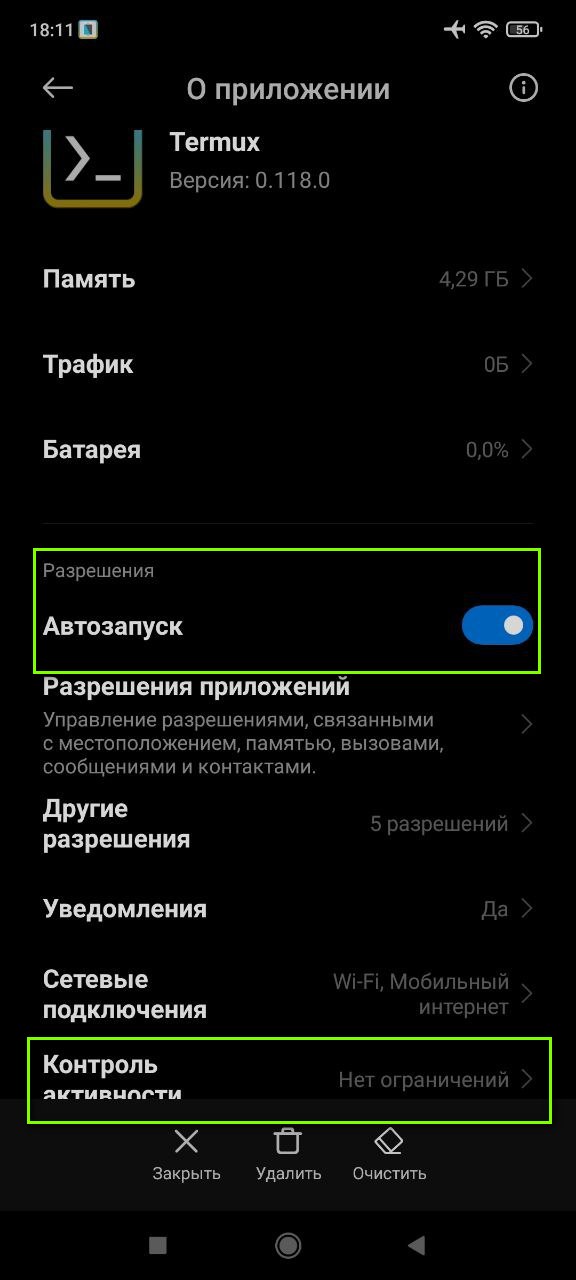 18:11
56
О приложении
Termux
Версия: 0.118.0
Память
4,29 ГБ
Трафик
0Б
Батарея
0,0%
Разрешения
Автозапуск
Разрешения приложений
Управление разрешениями, связанными
с местоположением, памятью, вызовами,
сообщениями и контактами.
Другие
разрешения
5 разрешений
Уведомления
Да
Сетевые
подключения
Wi-Fi, Мобильный
интернет
Контроль
активности
Нет ограничений
Закрыть
Удалить
Очистить